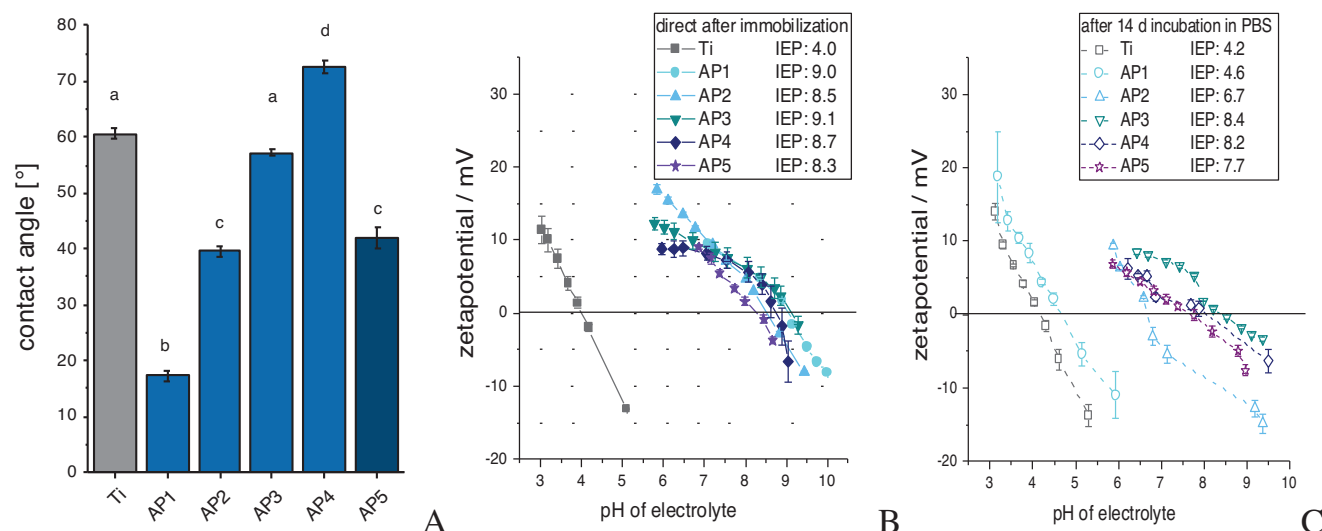 contact angle [°]
80
70
60
50
40
30
20
10
0
a
b
c
a
d
c
Ti
AP1
AP2
AP3
AP4
AP5
A
zetapotential / mV
30
20
10
0
-10
-20
direct after immobilization
Ti IEP: 4.0
AP1 IEP: 9.0
AP2 IEP: 8.5
AP3 IEP: 9.1
AP4 IEP: 8.7
AP5 IEP: 8.3
3 4 5 6 7 8 9 10
pH of electrolyte
B
zetapotential / mV
30
20
10
0
-10
-20
after 14 d incubation in PBS
Ti IEP: 4.2
AP1 IEP: 4.6
AP2 IEP: 6.7
AP3 IEP: 8.4
AP4 IEP: 8.2
AP5 IEP: 7.7
3 4 5 6 7 8 9 10
pH of electrolyte
C